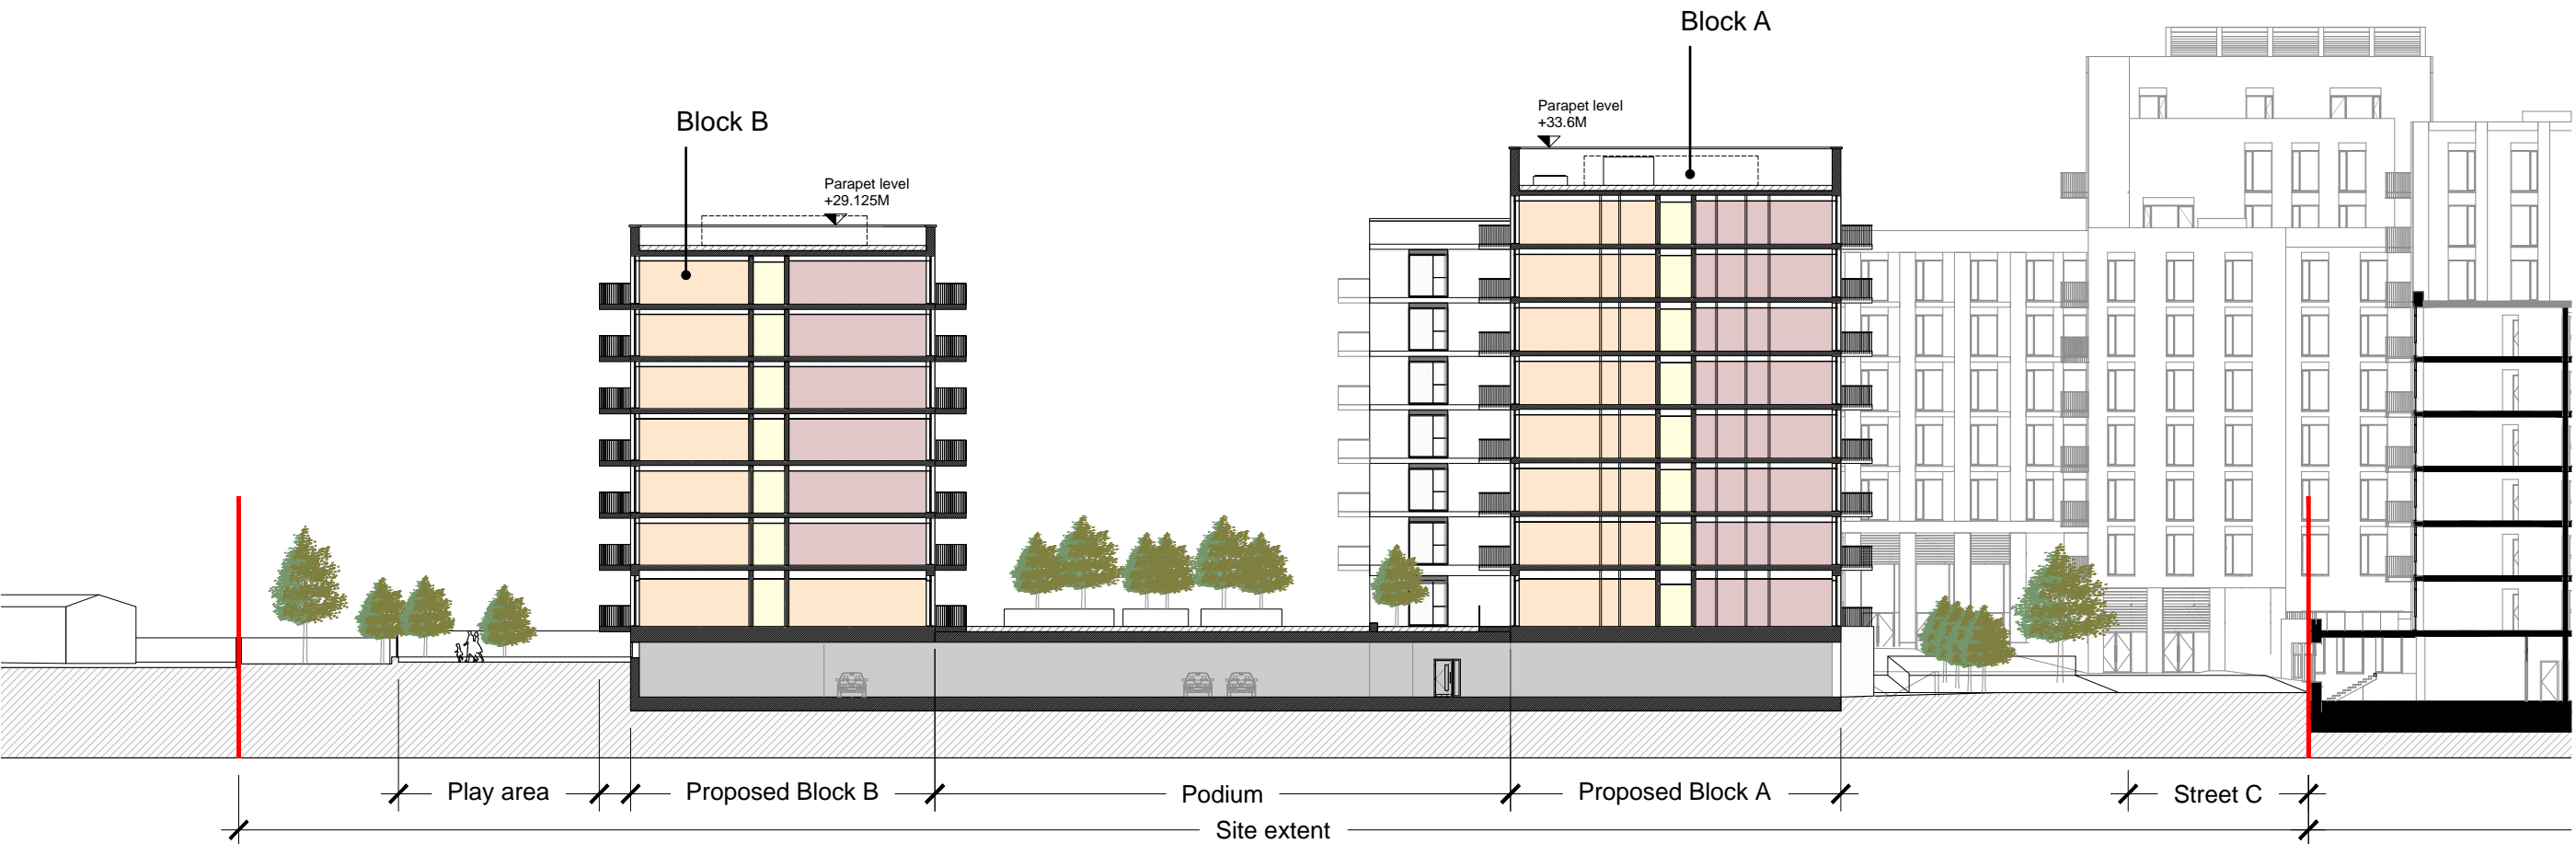 Block A
Parapet level
+33.6M
Block B
Parapet level
+29.125M
Play area
Proposed Block B
Podium
Proposed Block A
Street C
Site extent